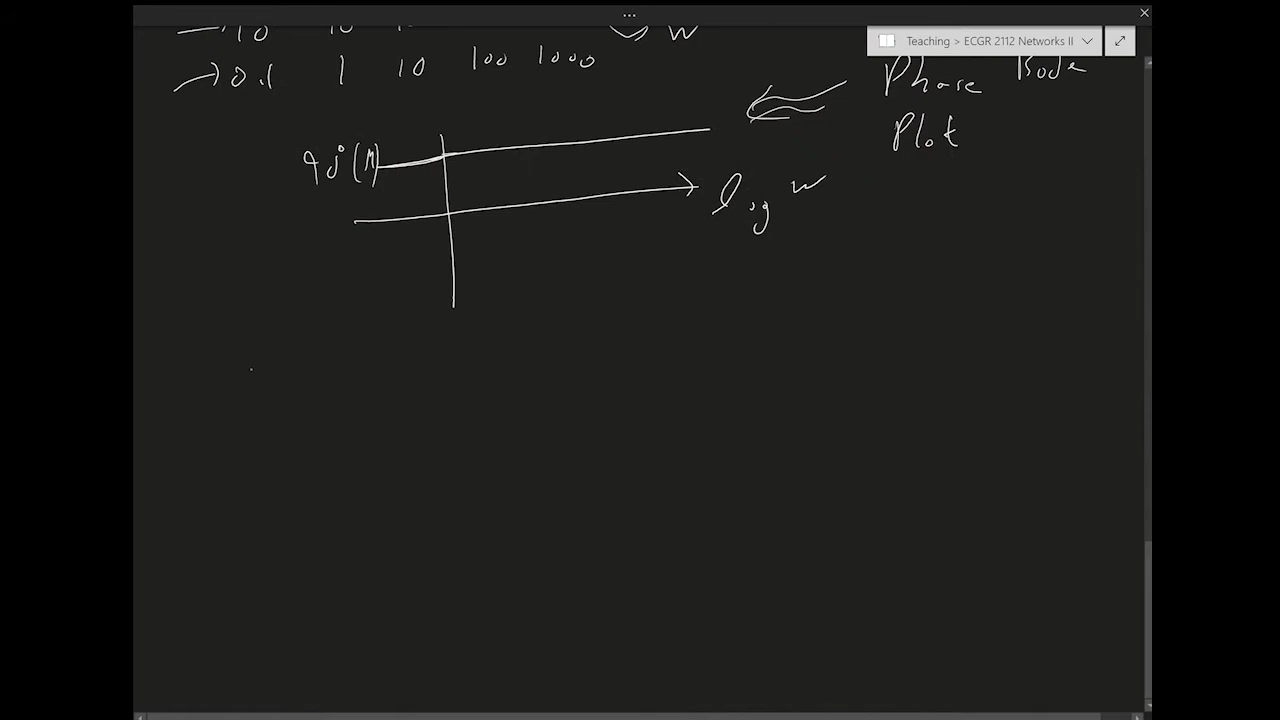 ...
Teaching > ECGR 2112 Networks II
w
→ 0.1 1 10 100 1000
Phase Bode
Plot
90°(M)
log w